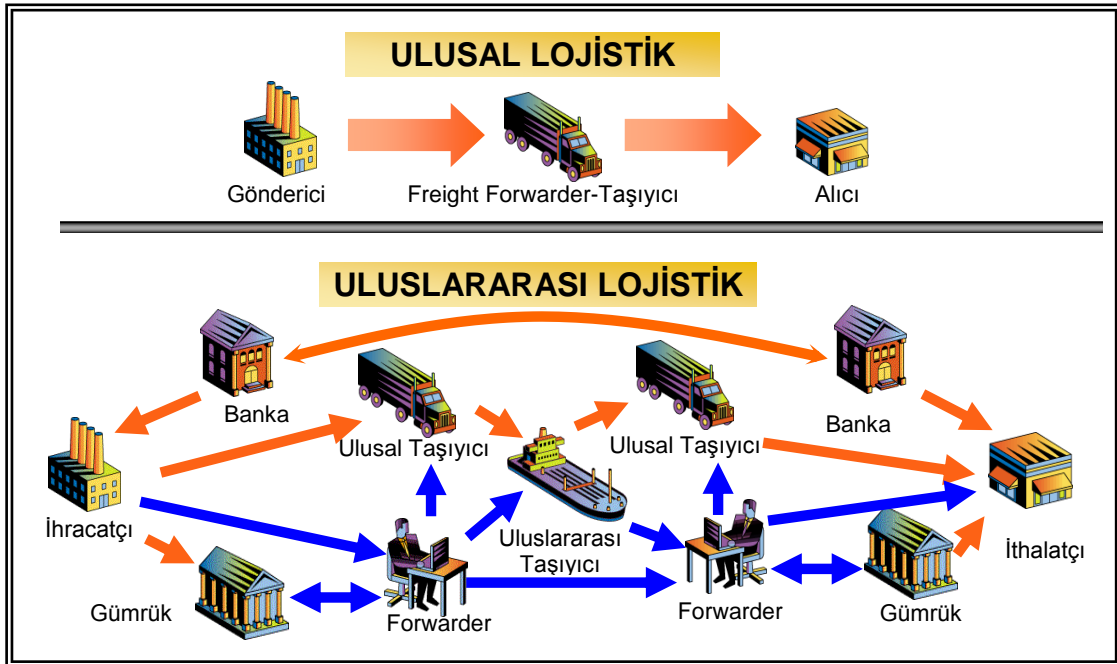 ULUSAL LOJİSTİK
Gönderici
Freight Forwarder-Taşıyıcı
Alıcı
ULUSLARARASI LOJİSTİK
Banka
Banka
Ulusal Taşıyıcı
Ulusal Taşıyıcı
İhracatçı
Uluslararası
Taşıyıcı
İthalatçı
Gümrük
Forwarder
Forwarder
Gümrük